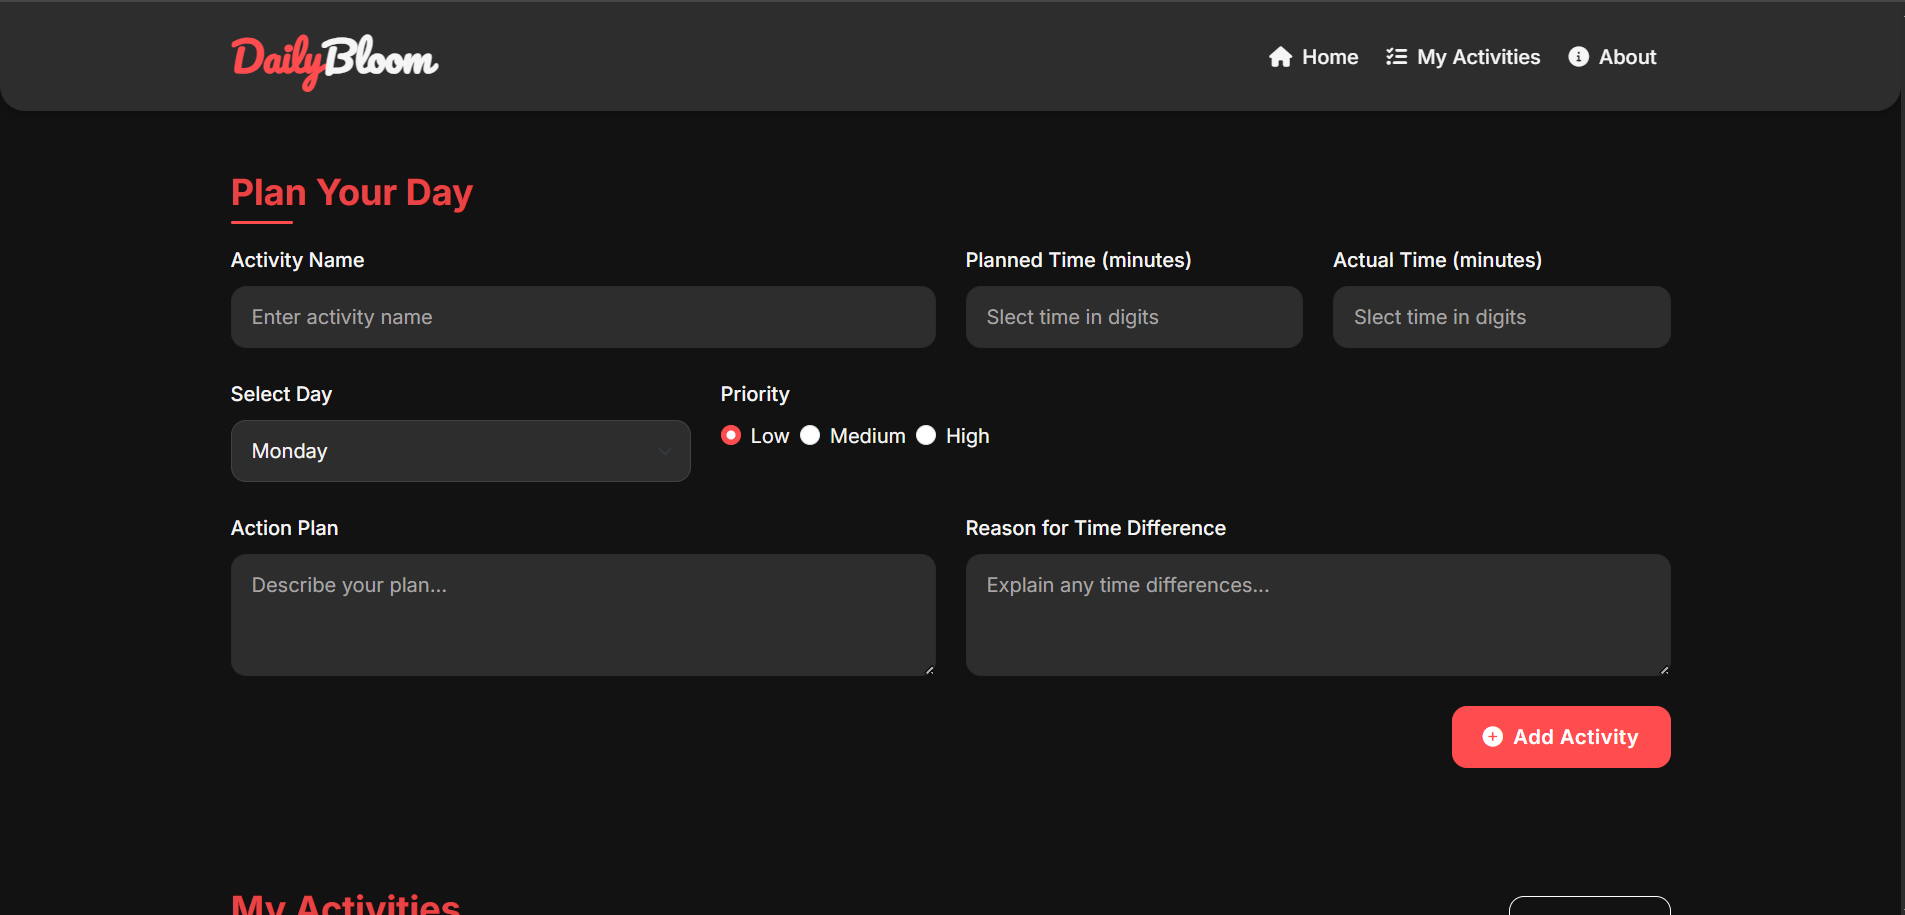 DailyBloom
Home
My Activities
About
Plan Your Day
Activity Name
Planned Time (minutes)
Actual Time (minutes)
Enter activity name
Slect time in digits
Slect time in digits
Select Day
Priority
Monday
Low
Medium
High
Action Plan
Reason for Time Difference
Describe your plan...
Explain any time differences...
Add Activity
My Activities